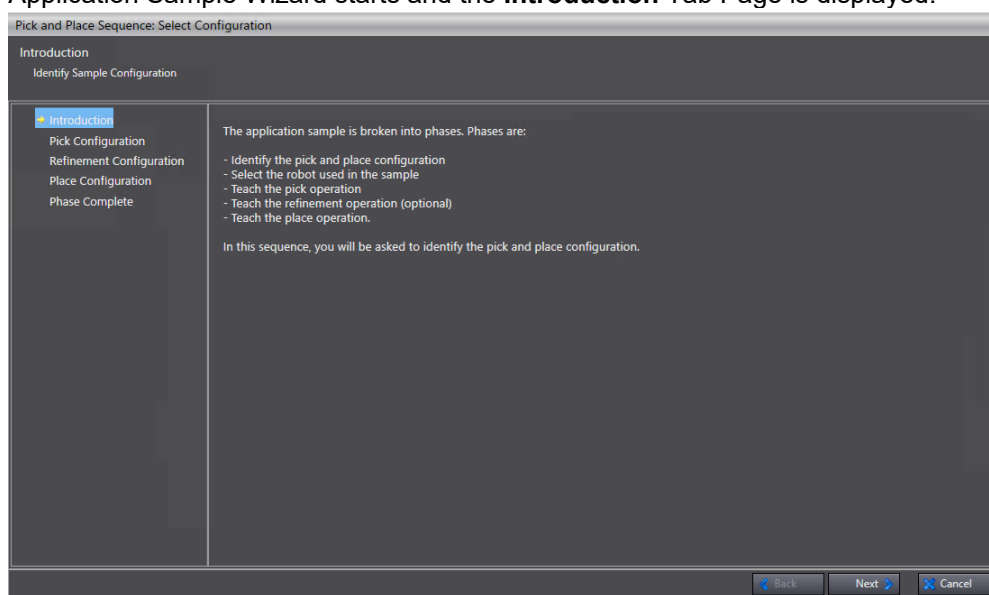 Application Sample Wizard starts and the Introduction Tab Page is displayed.
Pick and Place Sequence: Select Configuration
Introduction
Identify Sample Configuration
Introduction
Pick Configuration
Refinement Configuration
Place Configuration
Phase Complete
The application sample is broken into phases. Phases are:
- Identify the pick and place configuration
- Select the robot used in the sample
- Teach the pick operation
- Teach the refinement operation (optional)
- Teach the place operation.
In this sequence, you will be asked to identify the pick and place configuration.
Back Next Cancel